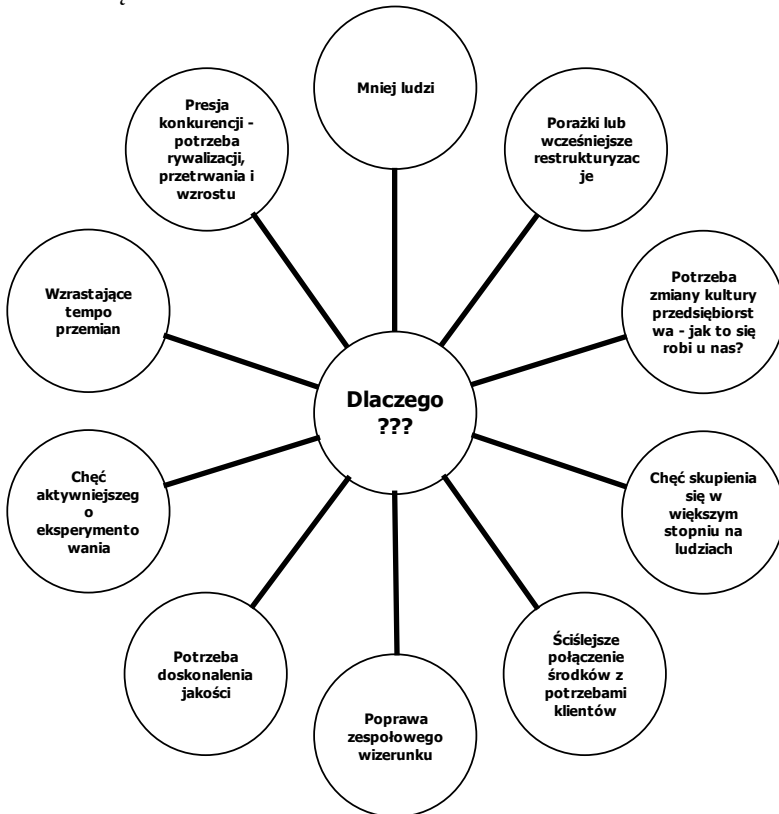 Mniej ludzi
Presja
konkurencji -
potrzeba
rywalizacji,
przetrwania i
wzrostu
Porażki lub
wcześniejsze
restrukturyzac
je
Wzrastające
tempo
przemian
Potrzeba
zmiany kultury
przedsiębiorst
wa - jak to się
robi u nas?
Dlaczego
???
Chęć
aktywniejszeg
o
eksperymento
wania
Chęć skupienia
się w
większym
stopniu na
ludziach
Potrzeba
doskonalenia
jakości
Ściślejsze
połączenie
środków z
potrzebami
klientów
Poprawa
zespołowego
wizerunku